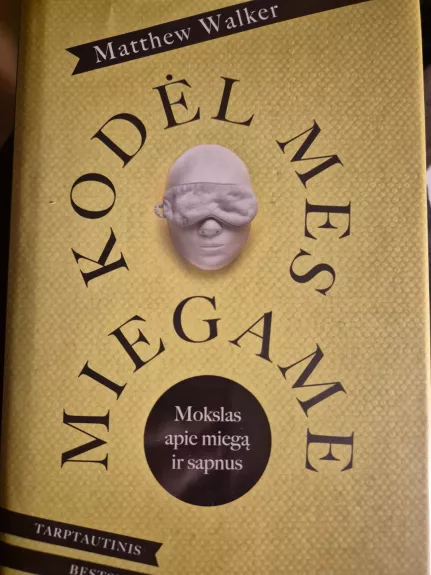 Matthew Walker
KODĖL MES
MIEGAME
Mokslas
apie miegą
ir sapnus
TARPTAUTINIS